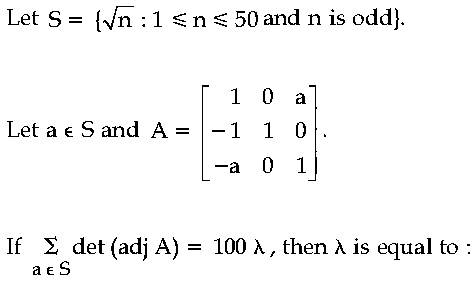 Let S = {√n : 1 ⩽ n ⩽ 50 and n is odd}.
Let a ϵ S and A = [1 0 a
−1 1 0
−a 0 1].
If Σ det (adj A) = 100 λ, then λ is equal to :
a ϵ S